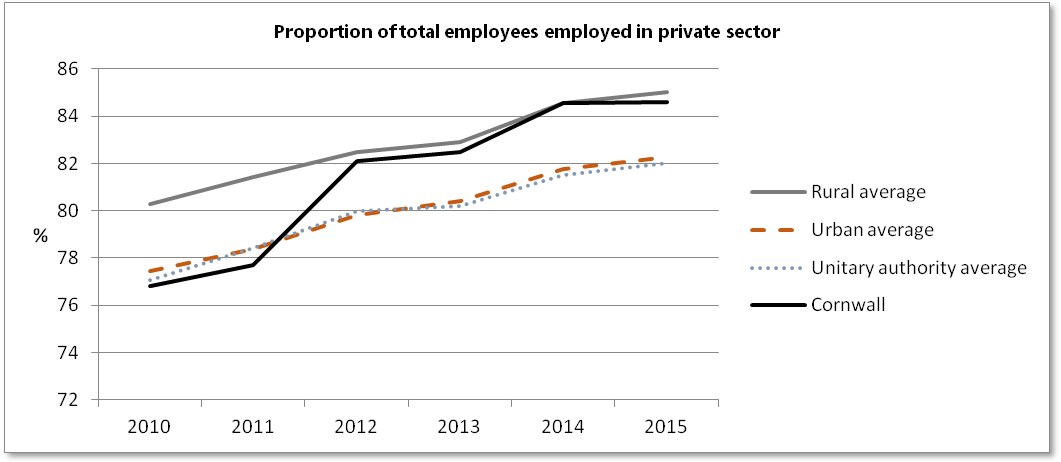 Proportion of total employees employed in private sector
86
84
82
80
78
76
74
72
%
2010 2011 2012 2013 2014 2015
Rural average
Urban average
Unitary authority average
Cornwall